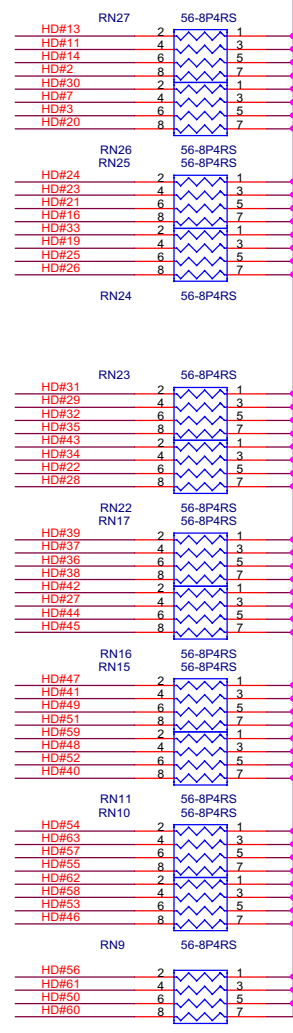 RN27 56-8P4RS
HD#13 2 1
HD#11 4 3
HD#14 6 5
HD#2 8 7
HD#30 2 1
HD#7 4 3
HD#3 6 5
HD#20 8 7
RN26 56-8P4RS
RN25 56-8P4RS
HD#24 2 1
HD#23 4 3
HD#21 6 5
HD#16 8 7
HD#33 2 1
HD#19 4 3
HD#25 6 5
HD#26 8 7
RN24 56-8P4RS
RN23 56-8P4RS
HD#31 2 1
HD#29 4 3
HD#32 6 5
HD#35 8 7
HD#43 2 1
HD#34 4 3
HD#22 6 5
HD#28 8 7
RN22 56-8P4RS
RN17 56-8P4RS
HD#39 2 1
HD#37 4 3
HD#36 6 5
HD#38 8 7
HD#42 2 1
HD#27 4 3
HD#44 6 5
HD#45 8 7
RN16 56-8P4RS
RN15 56-8P4RS
HD#47 2 1
HD#41 4 3
HD#49 6 5
HD#51 8 7
HD#59 2 1
HD#48 4 3
HD#52 6 5
HD#40 8 7
RN11 56-8P4RS
RN10 56-8P4RS
HD#54 2 1
HD#63 4 3
HD#57 6 5
HD#55 8 7
HD#62 2 1
HD#58 4 3
HD#53 6 5
HD#46 8 7
RN9 56-8P4RS
HD#56 2 1
HD#61 4 3
HD#50 6 5
HD#60 8 7